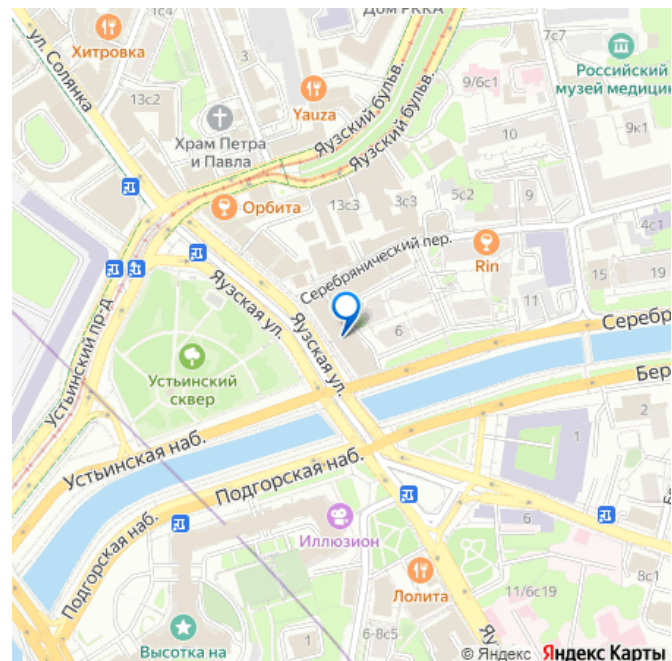 Дом РККА
7с7
ул. Солянка
Хитровка
13с2
3
Yauza
Яузский бульв.
Яузский бульв.
9/6с1
Российский
музей медицин
Храм Петра
и Павла
10
9к1
Орбита
13с3
3с3
5с2
9
4с1
Серебрянический пер.
Rin
15
19
11
Устьинский пр-д
Яузская ул.
Яузская ул.
6
Серебр
Устьинский
сквер
Бер
Устьинская наб.
Подгорская наб.
2
1
Иллюзион
6
Подгорская наб.
Лолита
11/6с19
8с1
Высотка на
1
6-8с5
© Яндекс Яндекс Карты